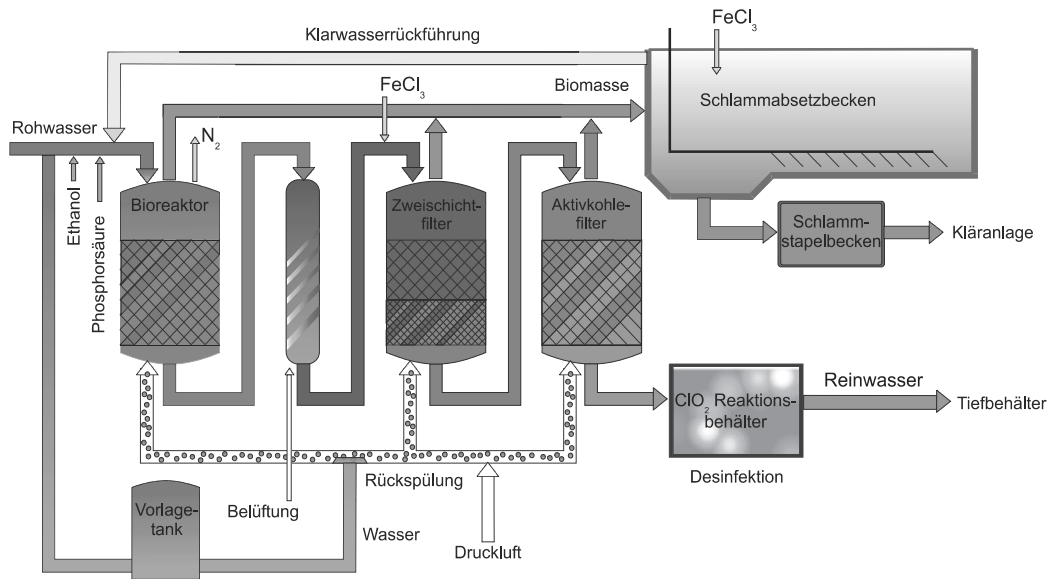 FeCl3
Klarwasserrückführung
FeCl3
Biomasse
Schlammabsetzbecken
Rohwasser
N2
Ethanol
Phosphorsäure
Bioreaktor
Zweischicht-
filter
Aktivkohle-
filter
Schlamm-
stapelbecken
Kläranlage
ClO2 Reaktions-
behälter
Reinwasser
Tiefbehälter
Desinfektion
Rückspülung
Belüftung
Vorlage-
tank
Wasser
Druckluft